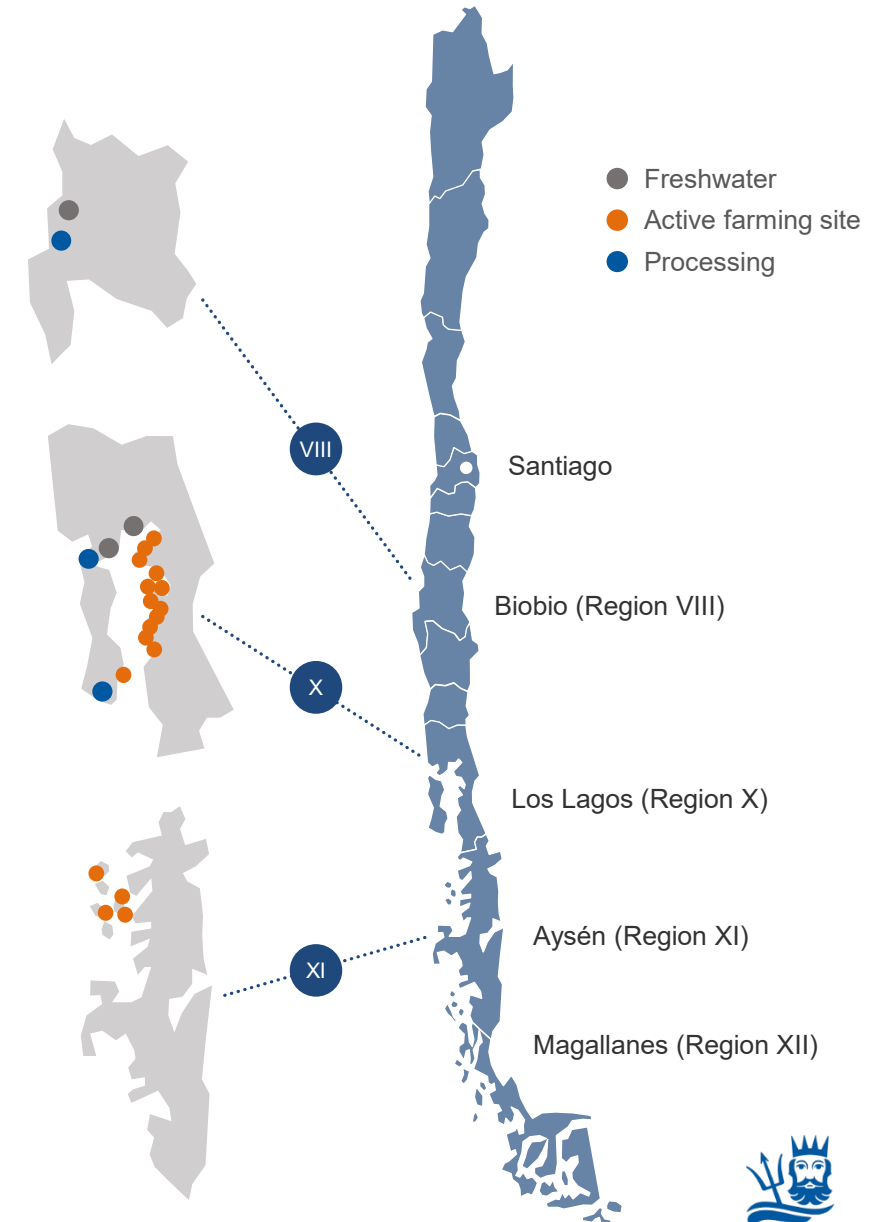 Freshwater
Active farming site
Processing
VIII
Santiago
Biobio (Region VIII)
X
Los Lagos (Region X)
Aysén (Region XI)
XI
Magallanes (Region XII)